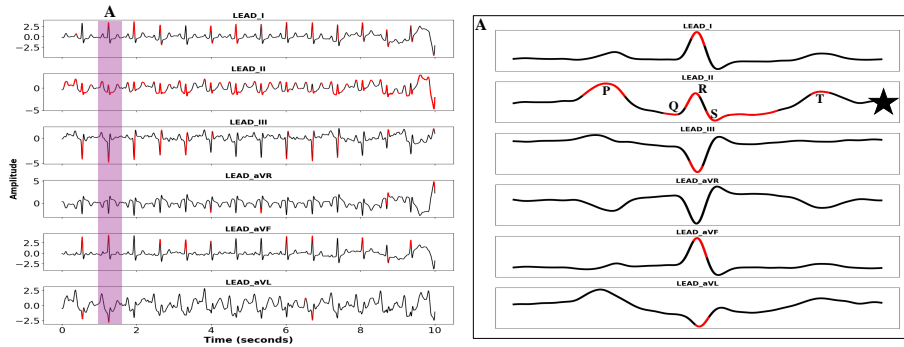 A
LEAD_I
2.5
0.0
−2.5
LEAD_II
5
0
−5
LEAD_III
0
−5
LEAD_aVR
5
0
LEAD_aVF
2.5
0.0
−2.5
LEAD_aVL
2.5
0.0
−2.5
0 2 4 6 8 10
Time (seconds)
Amplitude
A
LEAD_I
LEAD_II
P Q R S T
LEAD_III
LEAD_aVR
LEAD_aVF
LEAD_aVL